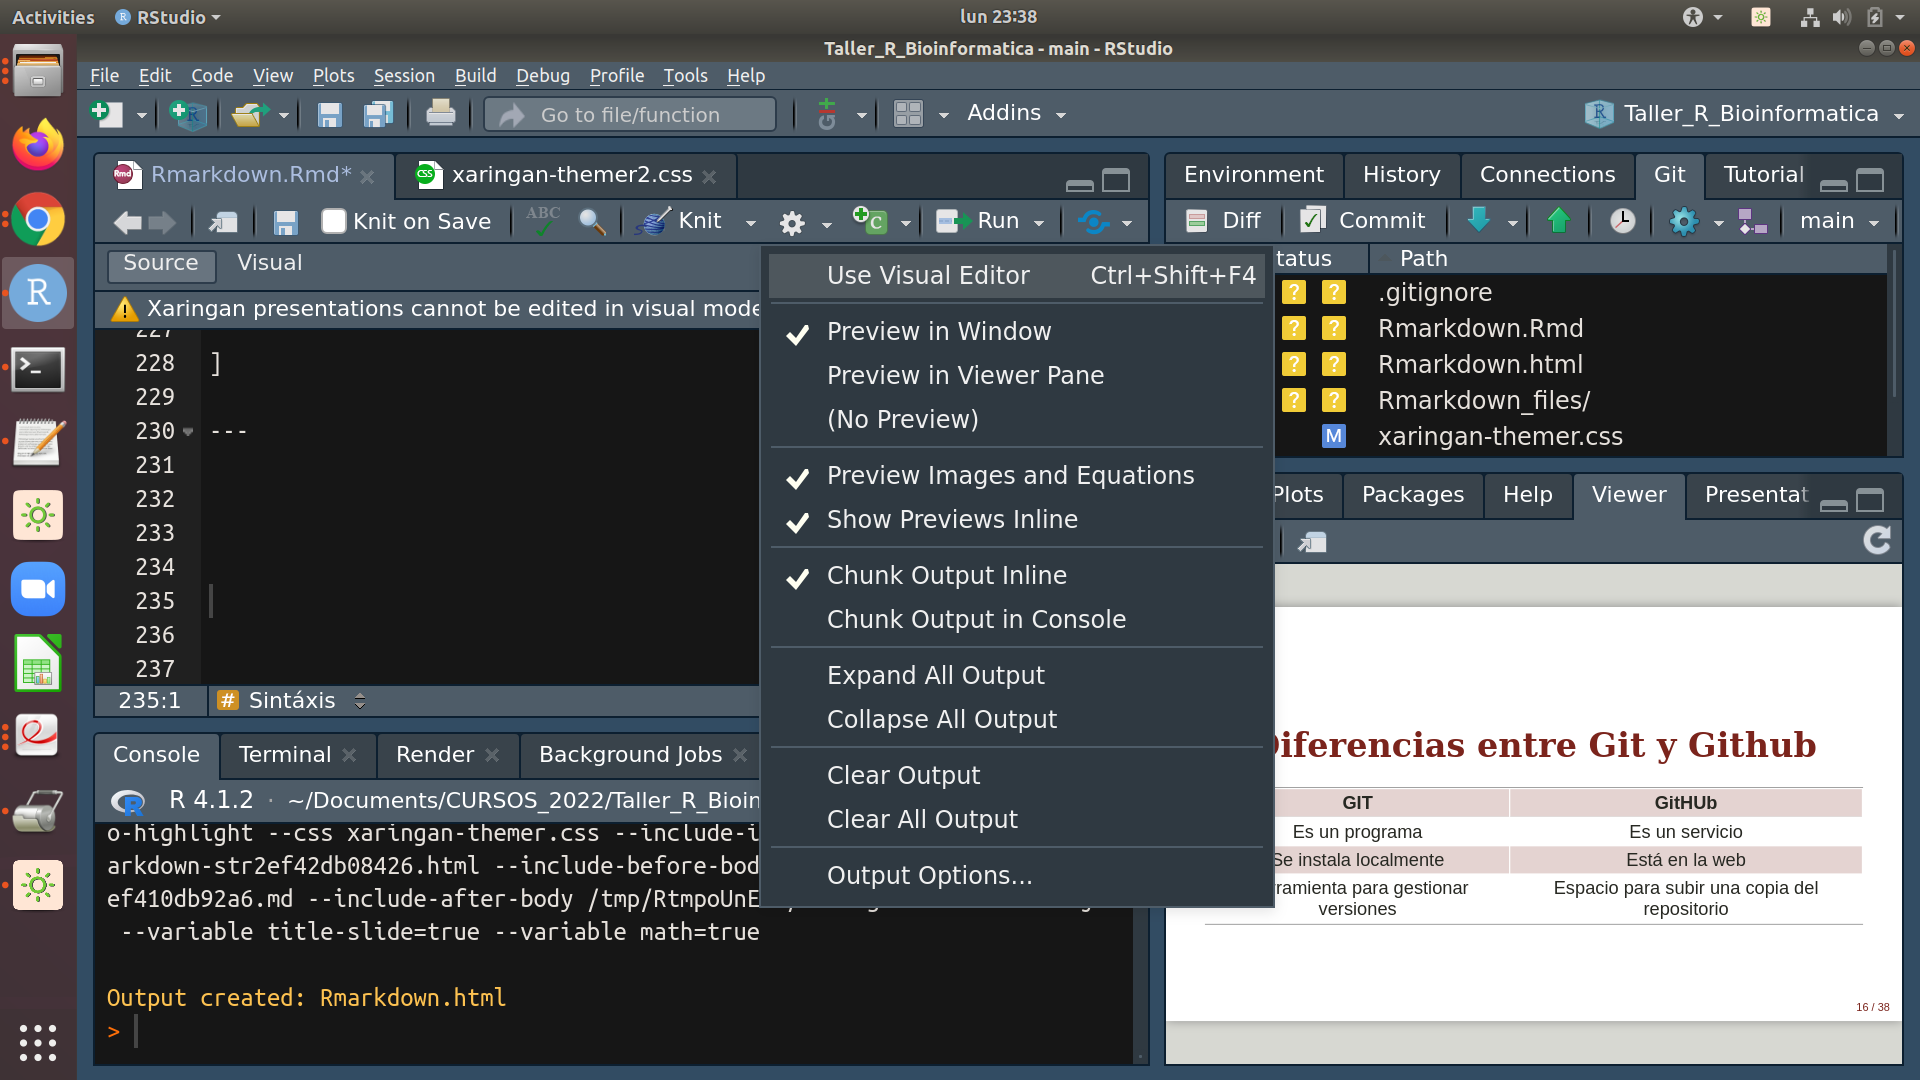 Activities
RStudio
lun 23:38
Taller_R_Bioinformatica - main - RStudio
File Edit Code View Plots Session Build Debug Profile Tools Help
Go to file/function
Addins
Taller_R_Bioinformatica
Rmarkdown.Rmd*
xaringan-themer2.css
Knit on Save
ABC
Knit
Run
Source
Visual
Xaringan presentations cannot be edited in visual mode
227
228 ]
229
230 ---
231
232
233
234
235
236
237
235:1
# Sintáxis
Use Visual Editor Ctrl+Shift+F4
Preview in Window
Preview in Viewer Pane
(No Preview)
Preview Images and Equations
Show Previews Inline
Chunk Output Inline
Chunk Output in Console
Expand All Output
Collapse All Output
Clear Output
Clear All Output
Output Options...
Console
Terminal
Render
Background Jobs
R 4.1.2 · ~/Documents/CURSOS_2022/Taller_R_Bioin
o-highlight --css xaringan-themer.css --include-i
arkdown-str2ef42db08426.html --include-before-bod
ef410db92a6.md --include-after-body /tmp/RtmpoUnE
--variable title-slide=true --variable math=true
Output created: Rmarkdown.html
>
Environment
History
Connections
Git
Tutorial
Diff
Commit
main
tatus
Path
? ? .gitignore
? ? Rmarkdown.Rmd
? ? Rmarkdown.html
? ? Rmarkdown_files/
M xaringan-themer.css
Plots
Packages
Help
Viewer
Presentat
iferencias entre Git y Github
GIT GitHUb
Es un programa Es un servicio
Se instala localmente Está en la web
ramienta para gestionar Espacio para subir una copia del
versiones repositorio
16 / 38